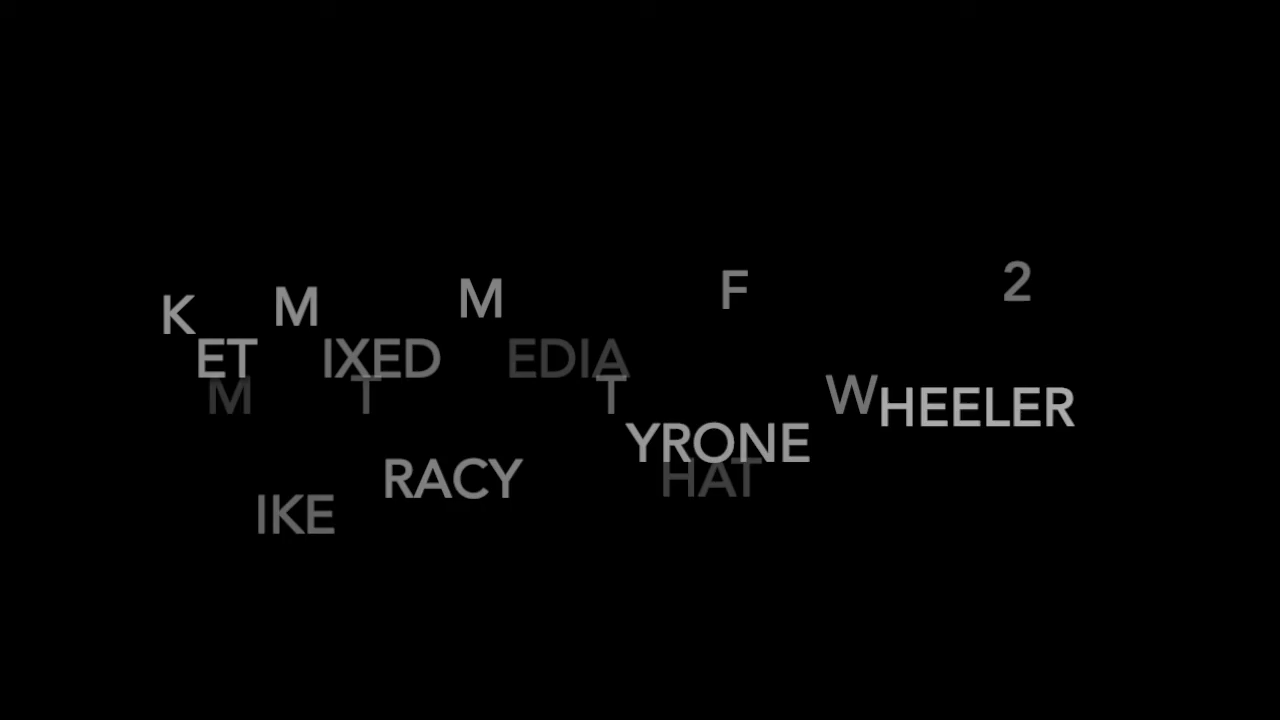 K M M F 2
ET IXED EDIA
M T T WHEELER
YRONE
RACY HAT
IKE